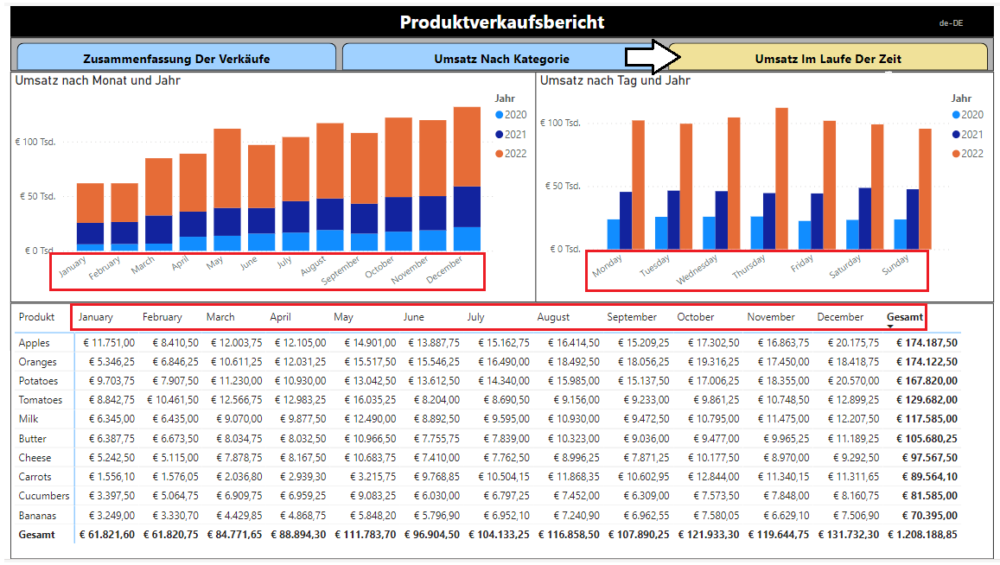 Produktverkaufsbericht
de-DE
Zusammenfassung Der Verkäufe
Umsatz Nach Kategorie
Umsatz Im Laufe Der Zeit
Umsatz nach Monat und Jahr
Jahr
2020
2021
2022
€ 100 Tsd.
€ 50 Tsd.
€ 0 Tsd.
January February March April May June July August September October November December
Umsatz nach Tag und Jahr
Jahr
2020
2021
2022
€ 100 Tsd.
€ 50 Tsd.
€ 0 Tsd.
Monday Tuesday Wednesday Thursday Friday Saturday Sunday
Produkt January February March April May June July August September October November December Gesamt
Apples € 11.751,00 € 8.410,50 € 12.003,75 € 12.105,00 € 14.901,00 € 13.887,75 € 15.162,75 € 16.414,50 € 15.209,25 € 17.302,50 € 16.863,75 € 20.175,75 € 174.187,50
Oranges € 5.346,25 € 6.846,25 € 10.611,25 € 12.031,25 € 15.517,50 € 15.546,25 € 16.490,00 € 18.492,50 € 18.056,25 € 19.316,25 € 17.450,00 € 18.418,75 € 174.122,50
Potatoes € 9.703,75 € 7.907,50 € 11.230,00 € 10.930,00 € 13.042,50 € 13.612,50 € 14.340,00 € 15.985,00 € 15.137,50 € 17.006,25 € 18.355,00 € 20.570,00 € 167.820,00
Tomatoes € 8.842,75 € 10.461,50 € 12.566,75 € 12.983,25 € 16.035,25 € 8.204,00 € 8.690,50 € 9.156,00 € 9.233,00 € 9.861,25 € 10.748,50 € 12.899,25 € 129.682,00
Milk € 6.345,00 € 6.435,00 € 9.070,00 € 9.877,50 € 12.490,00 € 8.892,50 € 9.595,00 € 10.930,00 € 9.472,50 € 10.795,00 € 11.475,00 € 12.207,50 € 117.585,00
Butter € 6.387,75 € 6.673,50 € 8.034,75 € 8.032,50 € 10.966,50 € 7.755,75 € 7.839,00 € 10.323,00 € 9.036,00 € 9.477,00 € 9.965,25 € 11.189,25 € 105.680,25
Cheese € 5.242,50 € 5.115,00 € 7.878,75 € 8.167,50 € 10.683,75 € 7.410,00 € 7.762,50 € 8.996,25 € 7.871,25 € 10.177,50 € 8.970,00 € 9.292,50 € 97.567,50
Carrots € 1.556,10 € 1.576,05 € 2.036,80 € 2.939,30 € 3.215,75 € 9.768,85 € 10.504,15 € 11.868,35 € 10.602,95 € 12.844,00 € 11.340,15 € 11.311,65 € 89.564,10
Cucumbers € 3.397,50 € 5.064,75 € 6.909,75 € 6.959,25 € 9.083,25 € 6.030,00 € 6.797,25 € 7.452,00 € 6.309,00 € 7.573,50 € 7.848,00 € 8.160,75 € 81.585,00
Bananas € 3.249,00 € 3.330,70 € 4.429,85 € 4.868,75 € 5.848,20 € 5.796,90 € 6.952,10 € 7.240,90 € 6.962,55 € 7.580,05 € 6.629,10 € 7.506,90 € 70.395,00
Gesamt € 61.821,60 € 61.820,75 € 84.771,65 € 88.894,30 € 111.783,70 € 96.904,50 € 104.133,25 € 116.858,50 € 107.890,25 € 121.933,30 € 119.644,75 € 131.732,30 € 1.208.188,85